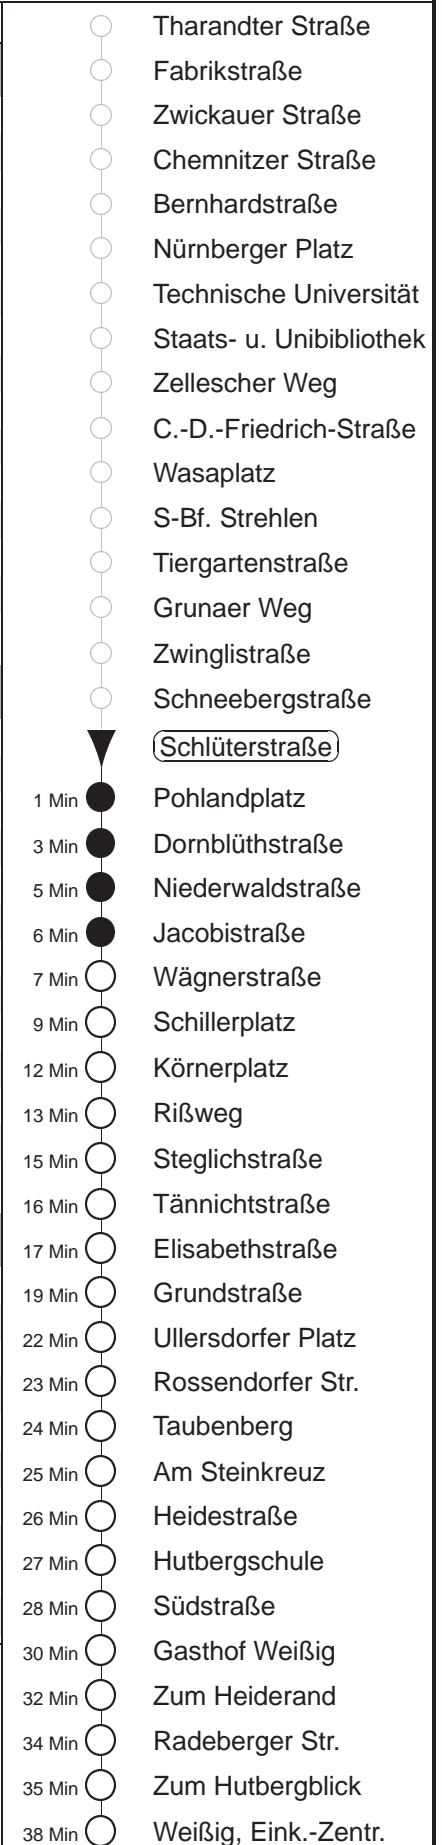 Tharandter Straße
Fabrikstraße
Zwickauer Straße
Chemnitzer Straße
Bernhardstraße
Nürnberger Platz
Technische Universität
Staats- u. Unibibliothek
Zellescher Weg
C.-D.-Friedrich-Straße
Wasaplatz
S-Bf. Strehlen
Tiergartenstraße
Grunaer Weg
Zwinglistraße
Schneebergstraße
Schlüterstraße
1 Min Pohlandplatz
3 Min Dornblüthstraße
5 Min Niederwaldstraße
6 Min Jacobistraße
7 Min Wägnerstraße
9 Min Schillerplatz
12 Min Körnerplatz
13 Min Rißweg
15 Min Steglichstraße
16 Min Tännichtstraße
17 Min Elisabethstraße
19 Min Grundstraße
22 Min Ullersdorfer Platz
23 Min Rossendorfer Str.
24 Min Taubenberg
25 Min Am Steinkreuz
26 Min Heidestraße
27 Min Hutbergschule
28 Min Südstraße
30 Min Gasthof Weißig
32 Min Zum Heiderand
34 Min Radeberger Str.
35 Min Zum Hutbergblick
38 Min Weißig, Eink.-Zentr.